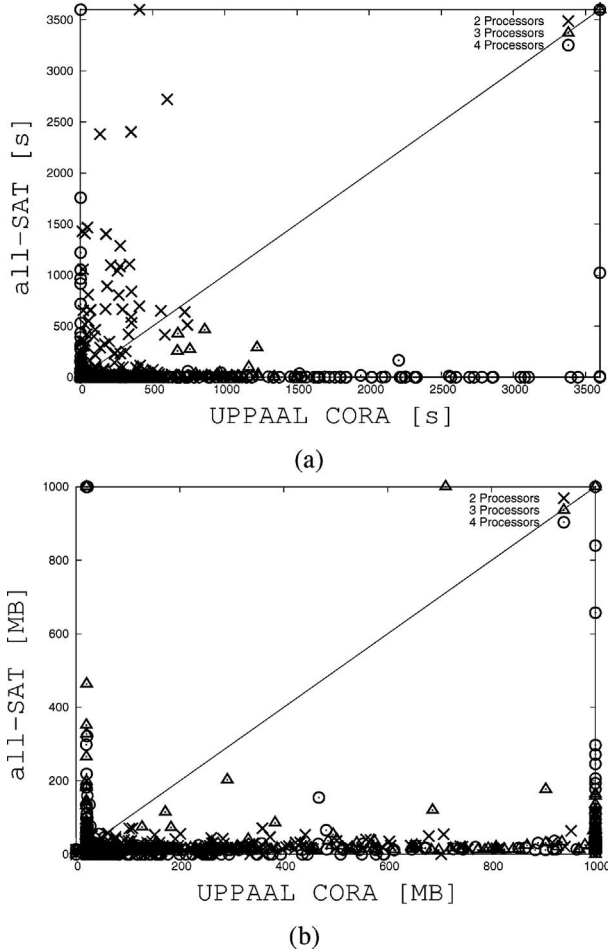 3500
3000
2500
2000
1500
1000
500
0
all-SAT [s]
2 Processors
3 Processors
4 Processors
0 500 1000 1500 2000 2500 3000 3500
UPPAAL CORA [s]
(a)
1000
800
600
400
200
0
all-SAT [MB]
2 Processors
3 Processors
4 Processors
0 200 400 600 800 1000
UPPAAL CORA [MB]
(b)